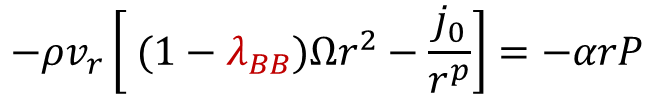 −ρv_r [ (1 − λ_BB)Ωr² − j₀/r^p ] = −αrP